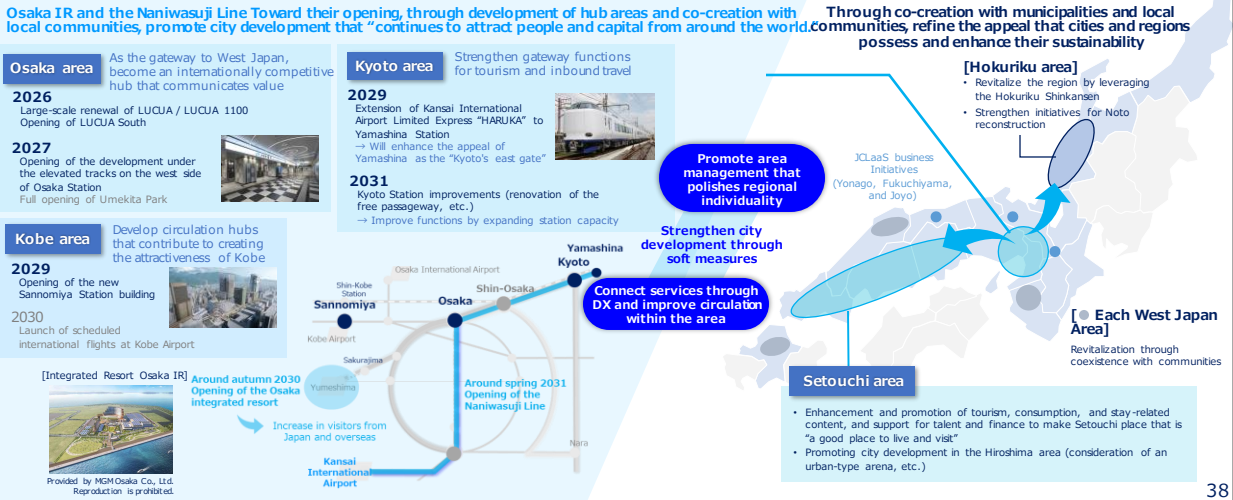 Osaka IR and the Naniwasuji Line Toward their opening, through development of hub areas and co-creation with
local communities, promote city development that “continues to attract people and capital from around the world.”
Through co-creation with municipalities and local
communities, refine the appeal that cities and regions
possess and enhance their sustainability
Osaka area
As the gateway to West Japan,
become an internationally competitive
hub that communicates value
2026
Large-scale renewal of LUCUA / LUCUA 1100
Opening of LUCUA South
2027
Opening of the development under
the elevated tracks on the west side
of Osaka Station
Full opening of Umekita Park
Kobe area
Develop circulation hubs
that contribute to creating
the attractiveness of Kobe
2029
Opening of the new
Sannomiya Station building
2030
Launch of scheduled
international flights at Kobe Airport
Kyoto area
Strengthen gateway functions
for tourism and inbound travel
2029
Extension of Kansai International
Airport Limited Express “HARUKA” to
Yamashina Station
→ Will enhance the appeal of
Yamashina as the “Kyoto’s east gate”
2031
Kyoto Station improvements (renovation of the
free passageway, etc.)
→ Improve functions by expanding station capacity
Promote area
management that
polishes regional
individuality
Strengthen city
development through
soft measures
Connect services through
DX and improve circulation
within the area
Yamashina
Kyoto
Osaka International Airport
Shin-Osaka
Shin-Kobe
Station
Sannomiya
Osaka
Kobe Airport
Sakurajima
Yumeshima
Nara
Kansai
International
Airport
[Integrated Resort Osaka IR]
Provided by MGM Osaka Co., Ltd.
Reproduction is prohibited.
Around autumn 2030
Opening of the Osaka
integrated resort
Increase in visitors from
Japan and overseas
Around spring 2031
Opening of the
Naniwasuji Line
[Hokuriku area]
• Revitalize the region by leveraging
the Hokuriku Shinkansen
• Strengthen initiatives for Noto
reconstruction
JCLaaS business
Initiatives
(Yonago, Fukuchiyama,
and Joyo)
[● Each West Japan
Area]
Revitalization through
coexistence with communities
Setouchi area
• Enhancement and promotion of tourism, consumption, and stay-related
content, and support for talent and finance to make Setouchi place that is
“a good place to live and visit”
• Promoting city development in the Hiroshima area (consideration of an
urban-type arena, etc.)
38